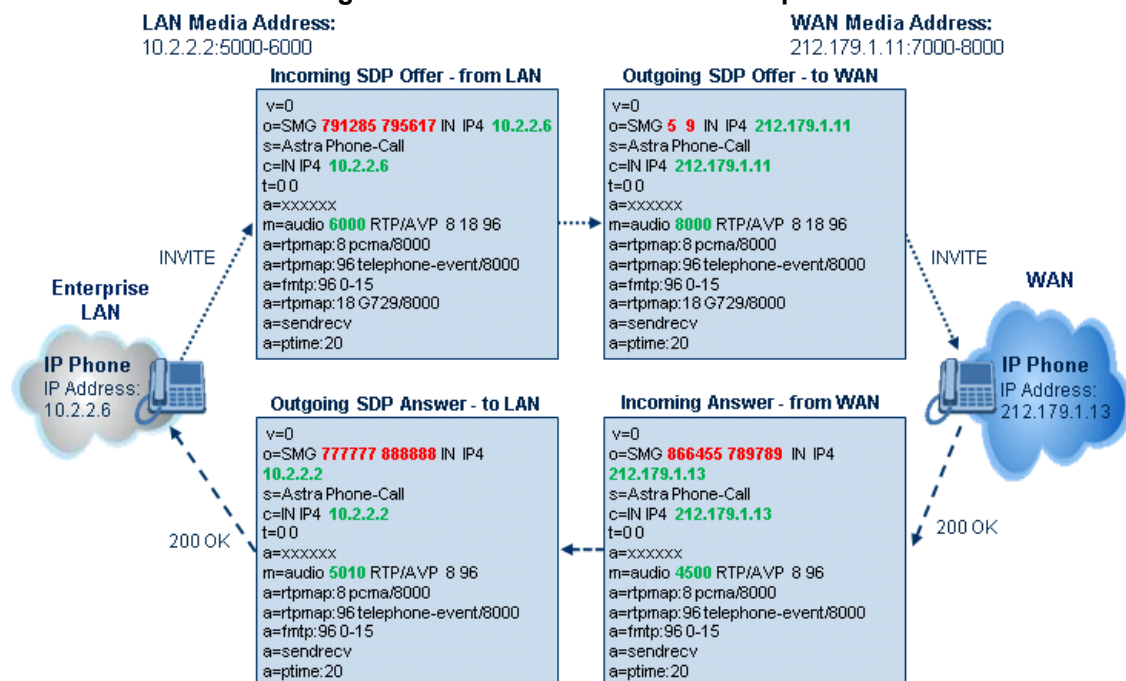 LAN Media Address:
10.2.2.2:5000-6000
WAN Media Address:
212.179.1.11:7000-8000
Incoming SDP Offer - from LAN
v=0
o=SMG 791285 795617 IN IP4 10.2.2.6
s=Astra Phone-Call
c=IN IP4 10.2.2.6
t=0 0
a=xxxxxx
m=audio 6000 RTP/AVP 8 18 96
a=rtpmap:8 pcma/8000
a=rtpmap:96 telephone-event/8000
a=fmtp:96 0-15
a=rtpmap:18 G729/8000
a=sendrecv
a=ptime:20
Outgoing SDP Offer - to WAN
v=0
o=SMG 5 9 IN IP4 212.179.1.11
s=Astra Phone-Call
c=IN IP4 212.179.1.11
t=0 0
a=xxxxxx
m=audio 8000 RTP/AVP 8 18 96
a=rtpmap:8 pcma/8000
a=rtpmap:96 telephone-event/8000
a=fmtp:96 0-15
a=rtpmap:18 G729/8000
a=sendrecv
a=ptime:20
INVITE
INVITE
Enterprise
LAN
IP Phone
IP Address:
10.2.2.6
WAN
IP Phone
IP Address:
212.179.1.13
Outgoing SDP Answer - to LAN
v=0
o=SMG 777777 888888 IN IP4
10.2.2.2
s=Astra Phone-Call
c=IN IP4 10.2.2.2
t=0 0
a=xxxxxx
m=audio 5010 RTP/AVP 8 96
a=rtpmap:8 pcma/8000
a=rtpmap:96 telephone-event/8000
a=fmtp:96 0-15
a=sendrecv
a=ptime:20
Incoming Answer - from WAN
v=0
o=SMG 866455 789789 IN IP4
212.179.1.13
s=Astra Phone-Call
c=IN IP4 212.179.1.13
t=0 0
a=xxxxxx
m=audio 4500 RTP/AVP 8 96
a=rtpmap:8 pcma/8000
a=rtpmap:96 telephone-event/8000
a=fmtp:96 0-15
a=sendrecv
a=ptime:20
200 OK
200 OK